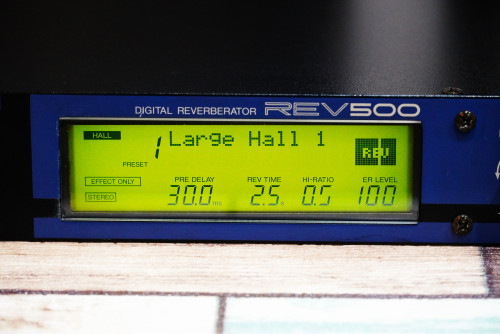 DIGITAL REVERBERATOR REV500
HALL
1 Large Hall 1
PRESET
REV
EFFECT ONLY PRE DELAY REV TIME HI-RATIO ER LEVEL
STEREO 30.0 ms 2.5 s 0.5 100